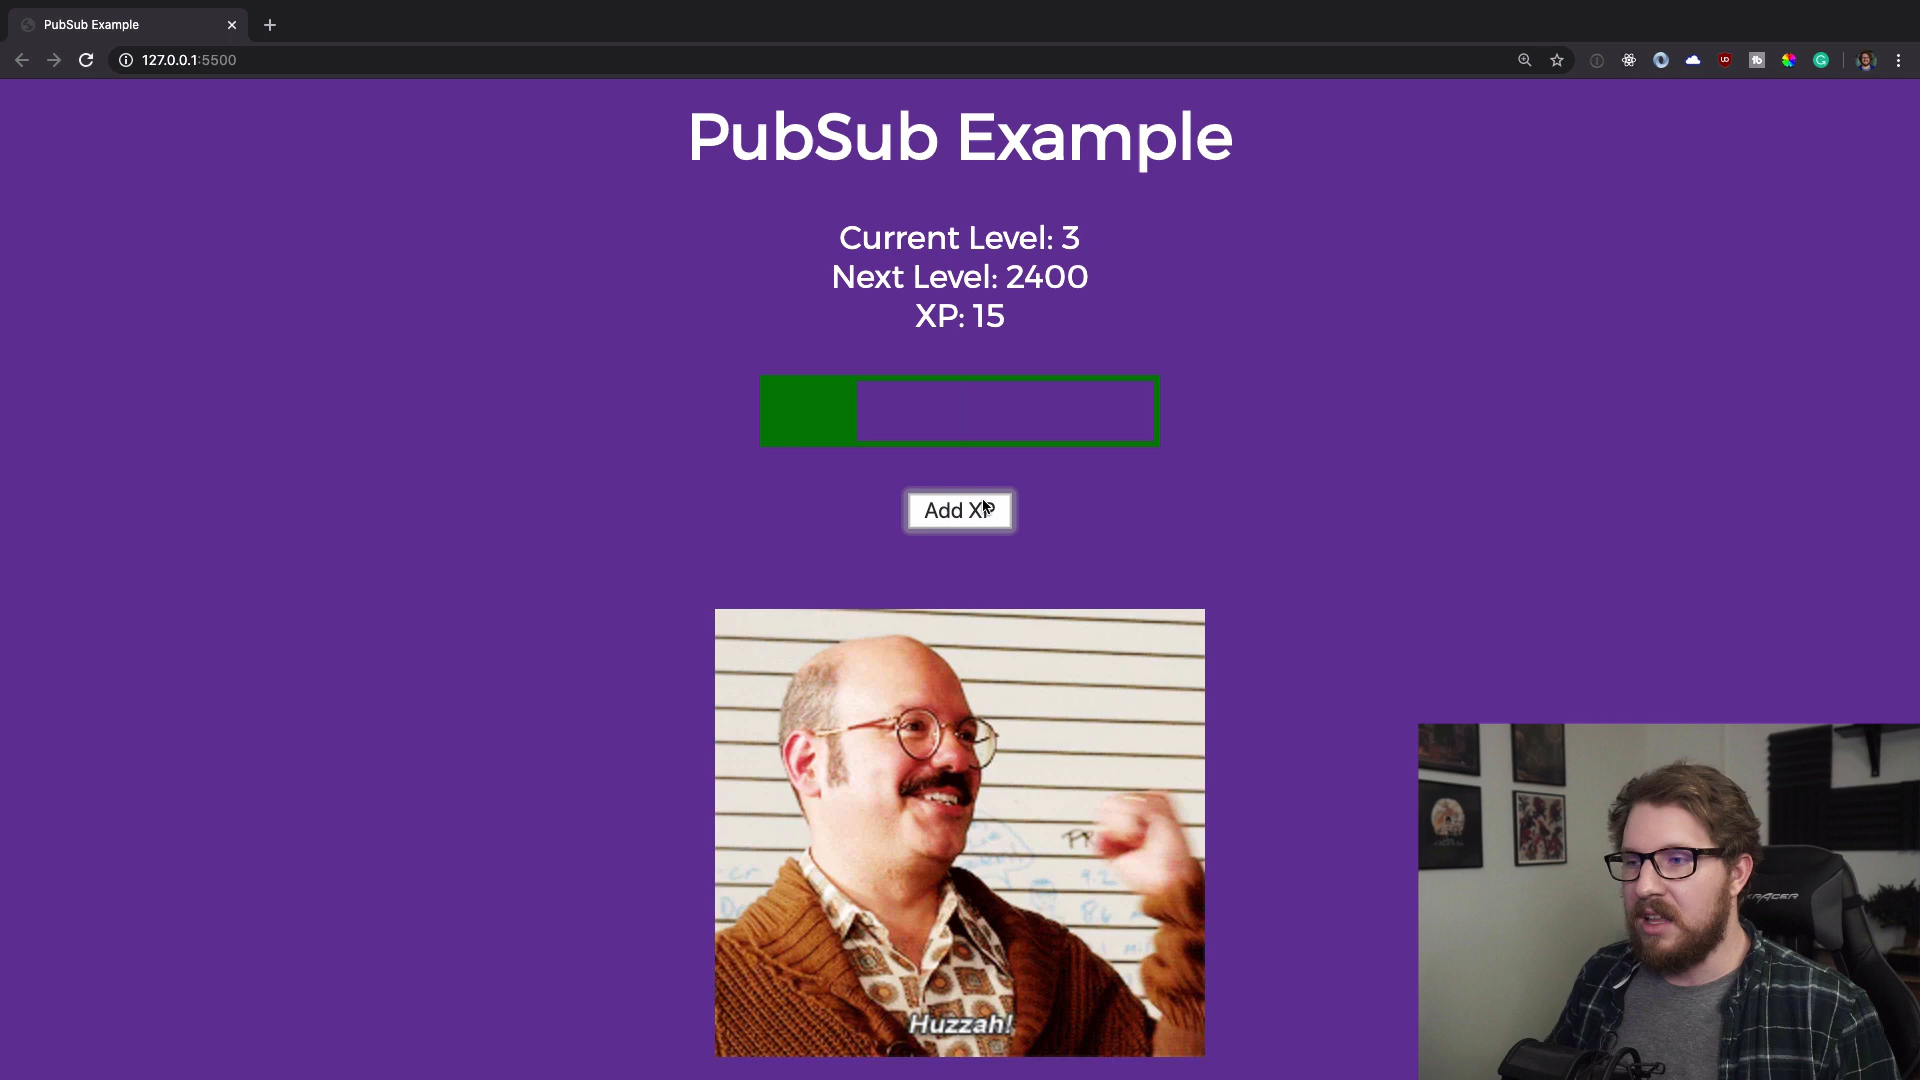 PubSub Example
127.0.0.1:5500
PubSub Example
Current Level: 3
Next Level: 2400
XP: 15
Add XP
Huzzah!